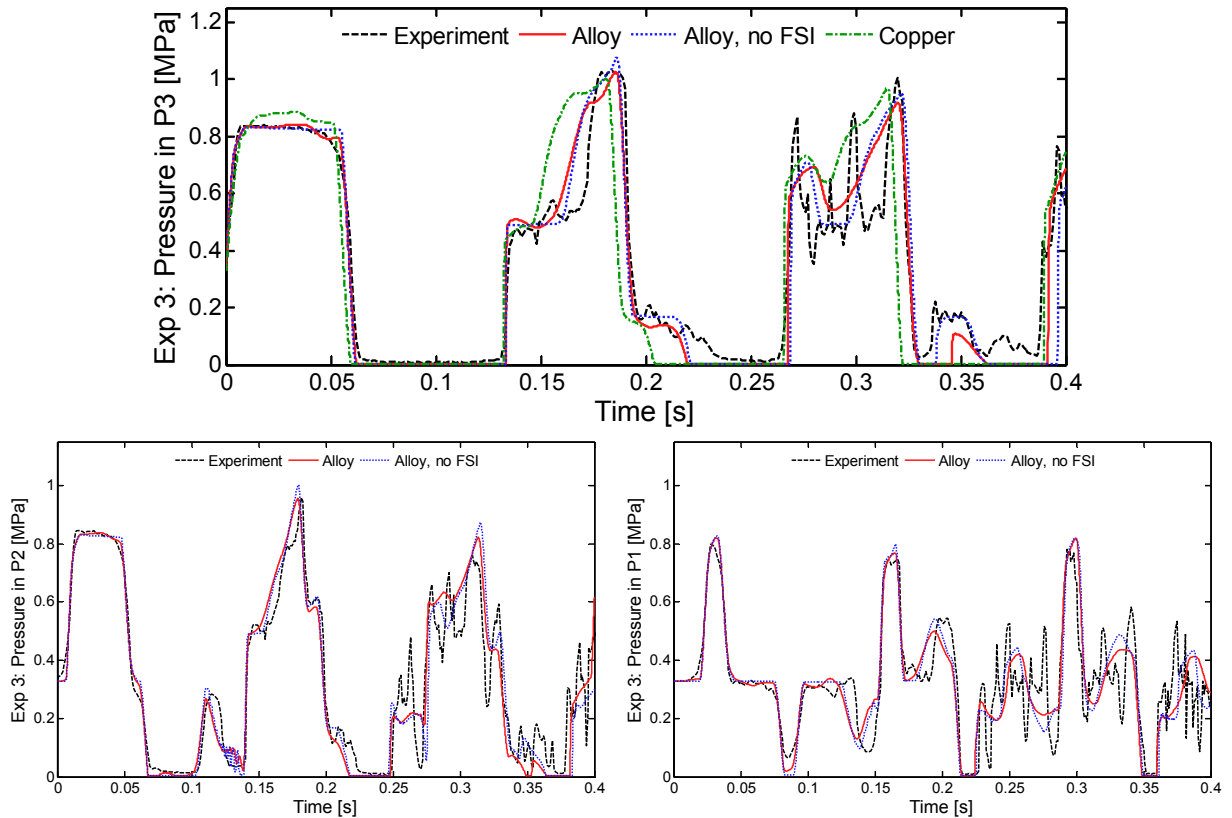 Exp 3: Pressure in P3 [MPa]
1.2
1
0.8
0.6
0.4
0.2
0
Experiment Alloy Alloy, no FSI Copper
0 0.05 0.1 0.15 0.2 0.25 0.3 0.35 0.4
Time [s]
Exp 3: Pressure in P2 [MPa]
1
0.8
0.6
0.4
0.2
0
Experiment Alloy Alloy, no FSI
0 0.05 0.1 0.15 0.2 0.25 0.3 0.35 0.4
Time [s]
Exp 3: Pressure in P1 [MPa]
1
0.8
0.6
0.4
0.2
0
Experiment Alloy Alloy, no FSI
0 0.05 0.1 0.15 0.2 0.25 0.3 0.35 0.4
Time [s]